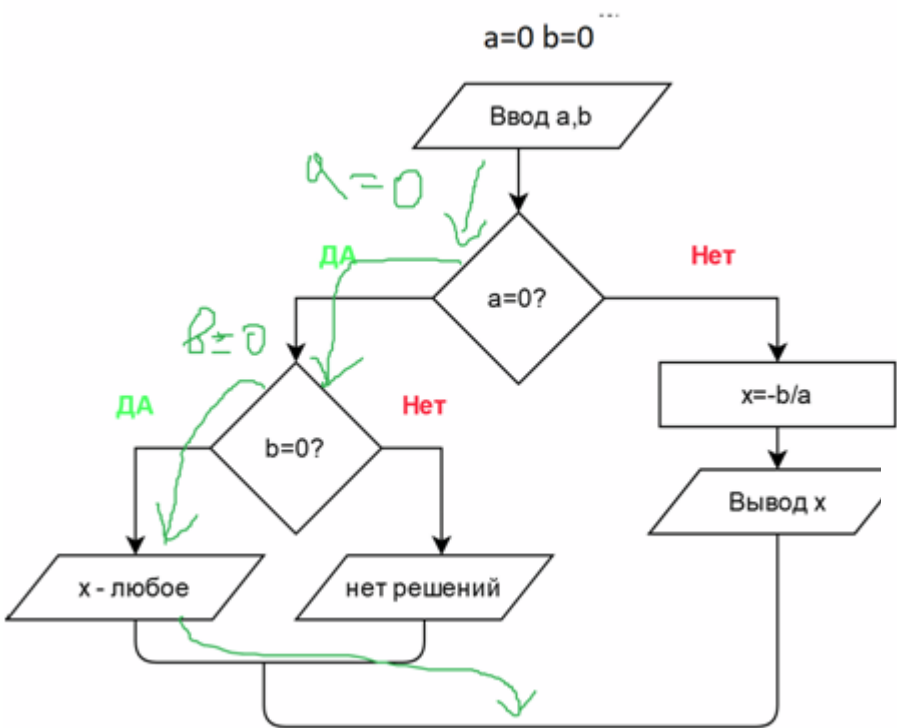 a=0 b=0
Ввод a,b
a=0
ДА
Нет
a=0?
в=0
x=-b/a
ДА
Нет
b=0?
Вывод x
x - любое
нет решений